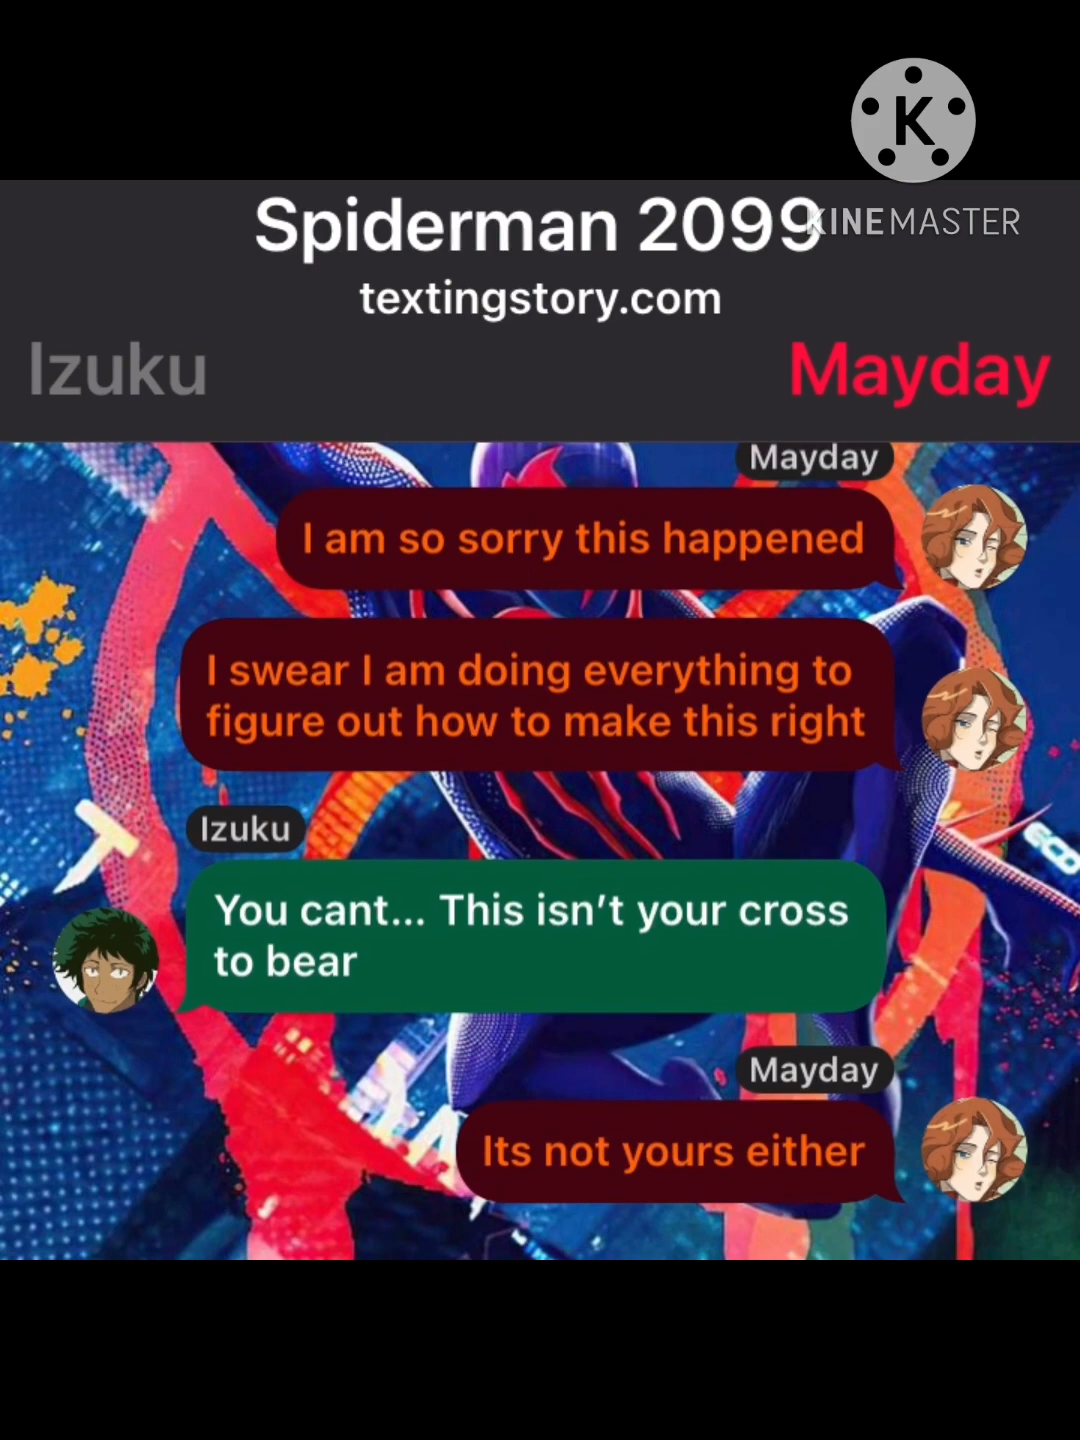 K
KINEMASTER
Spiderman 2099
textingstory.com
Izuku
Mayday
Mayday
I am so sorry this happened
I swear I am doing everything to
figure out how to make this right
Izuku
You cant... This isn’t your cross
to bear
Mayday
Its not yours either